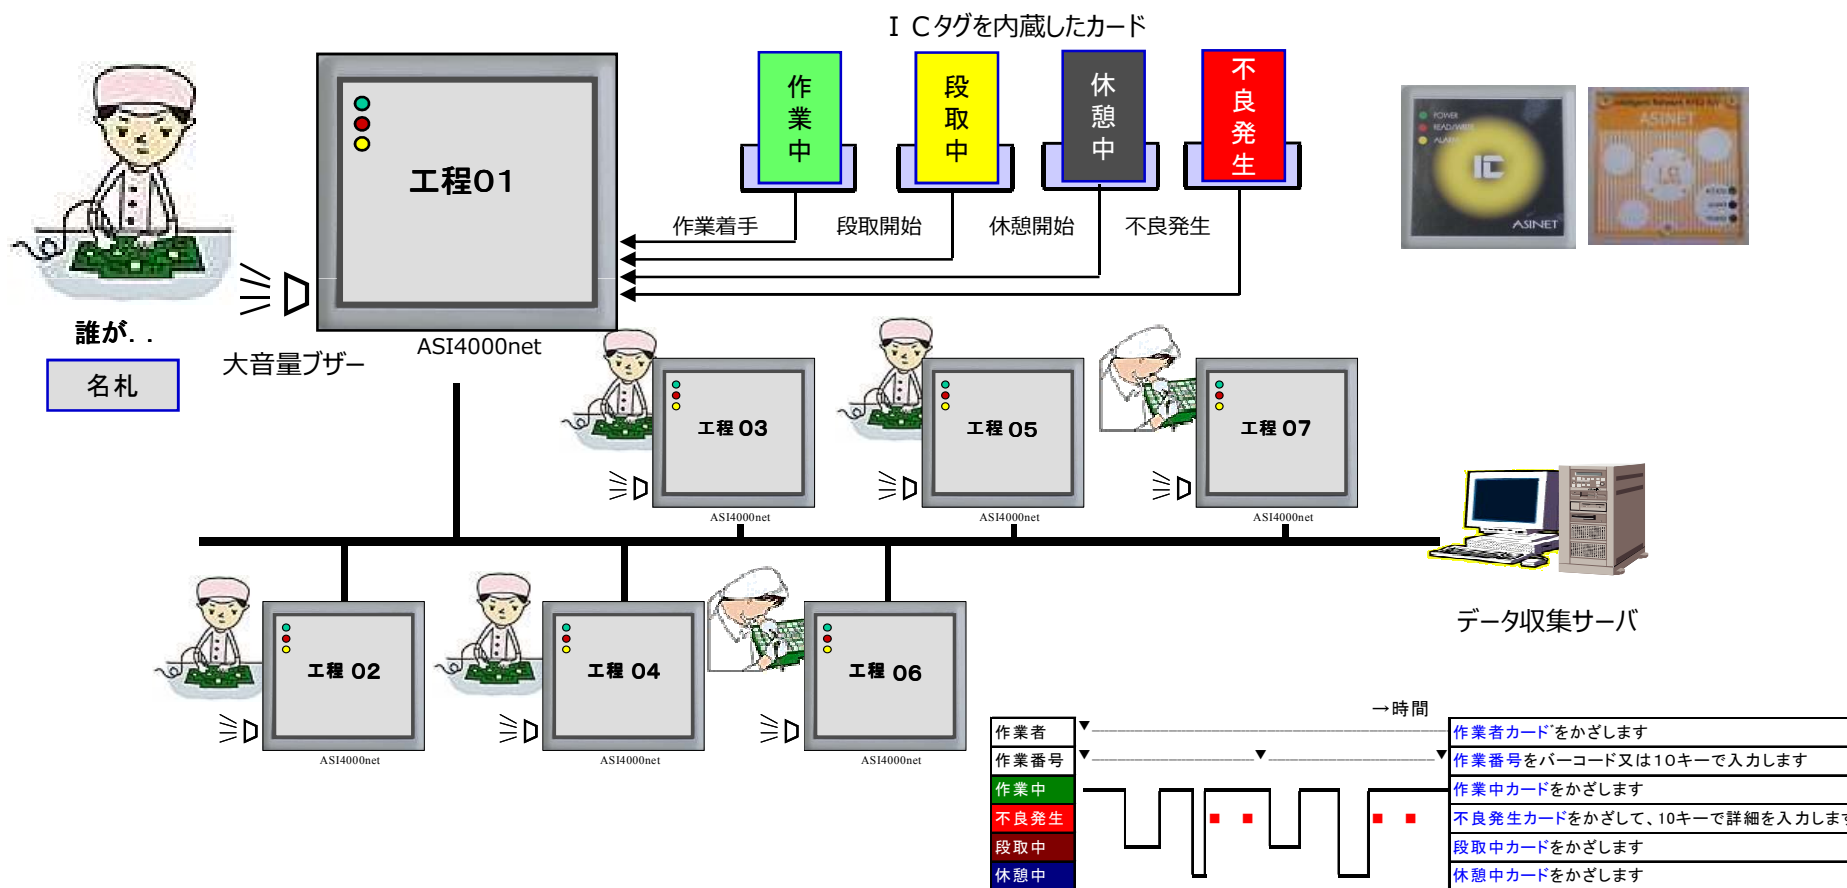 ＩＣタグを内蔵したカード
作業中
段取中
休憩中
不良発生
工程01
POWER
READ/WRITE
ALARM
IC
ASINET
ASINET
作業着手
段取開始
休憩開始
不良発生
誰が．．
名札
大音量ブザー
ASI4000net
工程 03
ASI4000net
工程 05
ASI4000net
工程 07
ASI4000net
データ収集サーバ
工程 02
ASI4000net
工程 04
ASI4000net
工程 06
ASI4000net
→時間
作業者 作業者カードをかざします
作業番号 作業番号をバーコード又は１０キーで入力します
作業中 作業中カードをかざします
不良発生 不良発生カードをかざして、10キーで詳細を入力します
段取中 段取中カードをかざします
休憩中 休憩中カードをかざします